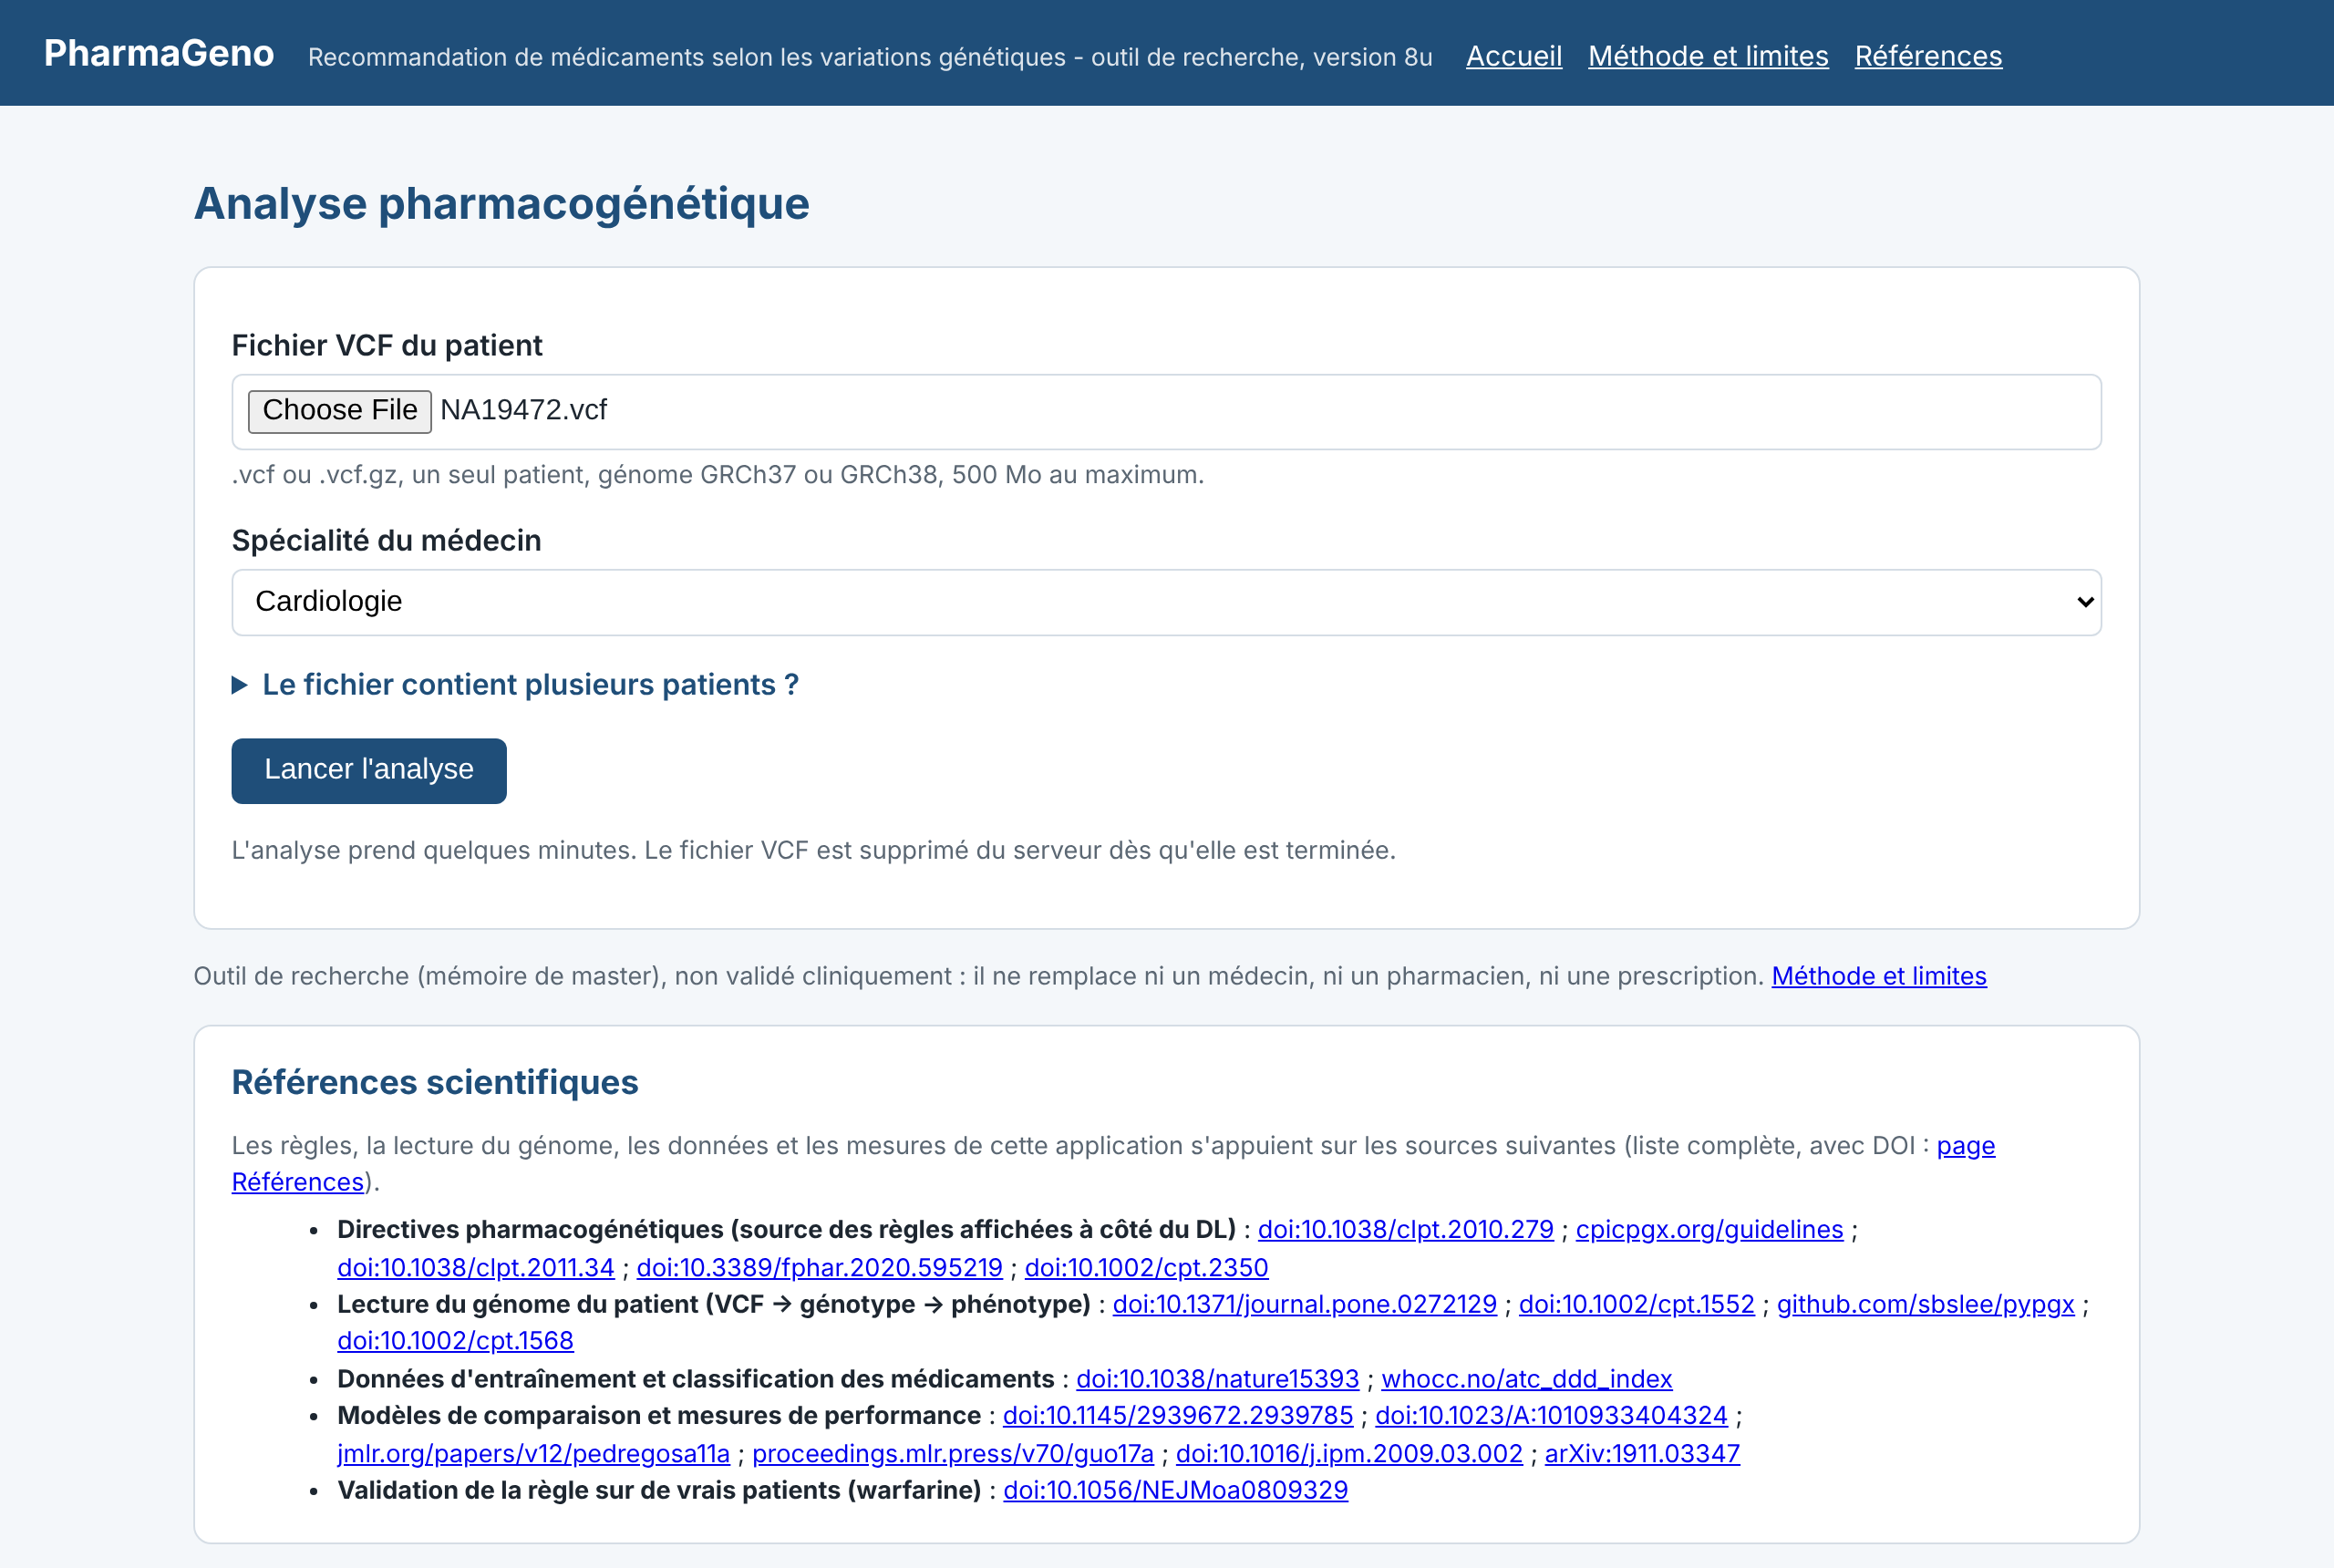 PharmaGeno Recommandation de médicaments selon les variations génétiques - outil de recherche, version 8u Accueil Méthode et limites Références
Analyse pharmacogénétique
Fichier VCF du patient
Choose File NA19472.vcf
.vcf ou .vcf.gz, un seul patient, génome GRCh37 ou GRCh38, 500 Mo au maximum.
Spécialité du médecin
Cardiologie
Le fichier contient plusieurs patients ?
Lancer l'analyse
L'analyse prend quelques minutes. Le fichier VCF est supprimé du serveur dès qu'elle est terminée.
Outil de recherche (mémoire de master), non validé cliniquement : il ne remplace ni un médecin, ni un pharmacien, ni une prescription. Méthode et limites
Références scientifiques
Les règles, la lecture du génome, les données et les mesures de cette application s'appuient sur les sources suivantes (liste complète, avec DOI : page
Références).
• Directives pharmacogénétiques (source des règles affichées à côté du DL) : doi:10.1038/clpt.2010.279 ; cpicpgx.org/guidelines ;
doi:10.1038/clpt.2011.34 ; doi:10.3389/fphar.2020.595219 ; doi:10.1002/cpt.2350
• Lecture du génome du patient (VCF → génotype → phénotype) : doi:10.1371/journal.pone.0272129 ; doi:10.1002/cpt.1552 ; github.com/sbslee/pypgx ;
doi:10.1002/cpt.1568
• Données d'entraînement et classification des médicaments : doi:10.1038/nature15393 ; whocc.no/atc_ddd_index
• Modèles de comparaison et mesures de performance : doi:10.1145/2939672.2939785 ; doi:10.1023/A:1010933404324 ;
jmlr.org/papers/v12/pedregosa11a ; proceedings.mlr.press/v70/guo17a ; doi:10.1016/j.ipm.2009.03.002 ; arXiv:1911.03347
• Validation de la règle sur de vrais patients (warfarine) : doi:10.1056/NEJMoa0809329